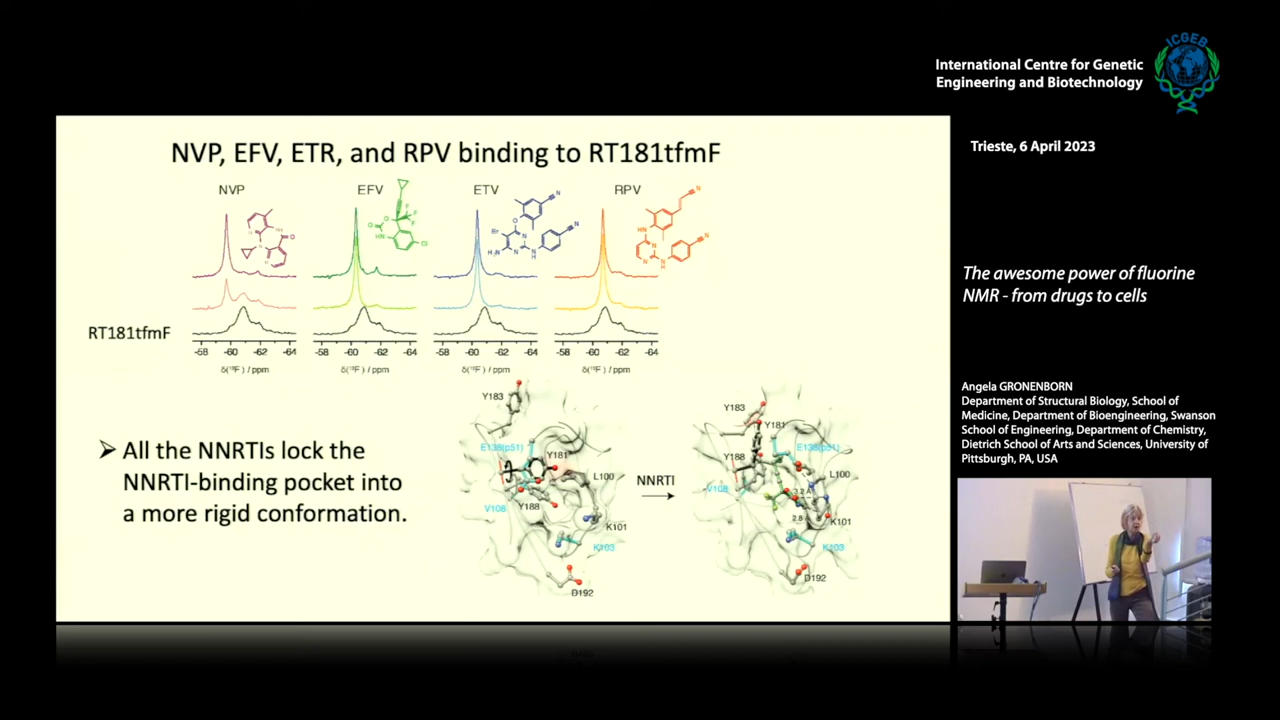 ICGEB
International Centre for Genetic
Engineering and Biotechnology
Trieste, 6 April 2023
The awesome power of fluorine
NMR - from drugs to cells
Angela GRONENBORN
Department of Structural Biology, School of
Medicine, Department of Bioengineering, Swanson
School of Engineering, Department of Chemistry,
Dietrich School of Arts and Sciences, University of
Pittsburgh, PA, USA
NVP, EFV, ETR, and RPV binding to RT181tfmF
NVP EFV ETV RPV
RT181tfmF
-58 -60 -62 -64 -58 -60 -62 -64 -58 -60 -62 -64 -58 -60 -62 -64
δ(¹⁹F) / ppm δ(¹⁹F) / ppm δ(¹⁹F) / ppm δ(¹⁹F) / ppm
➢ All the NNRTIs lock the
NNRTI-binding pocket into
a more rigid conformation.
Y183
E138(p51)
Y181
L100
V108
Y188
K101
K103
D192
NNRTI
Y183
Y181
E138(p51)
Y188
L100
V108
K101
K103
D192